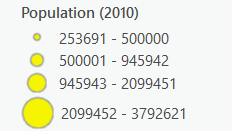 Population (2010)
253691 - 500000
500001 - 945942
945943 - 2099451
2099452 - 3792621